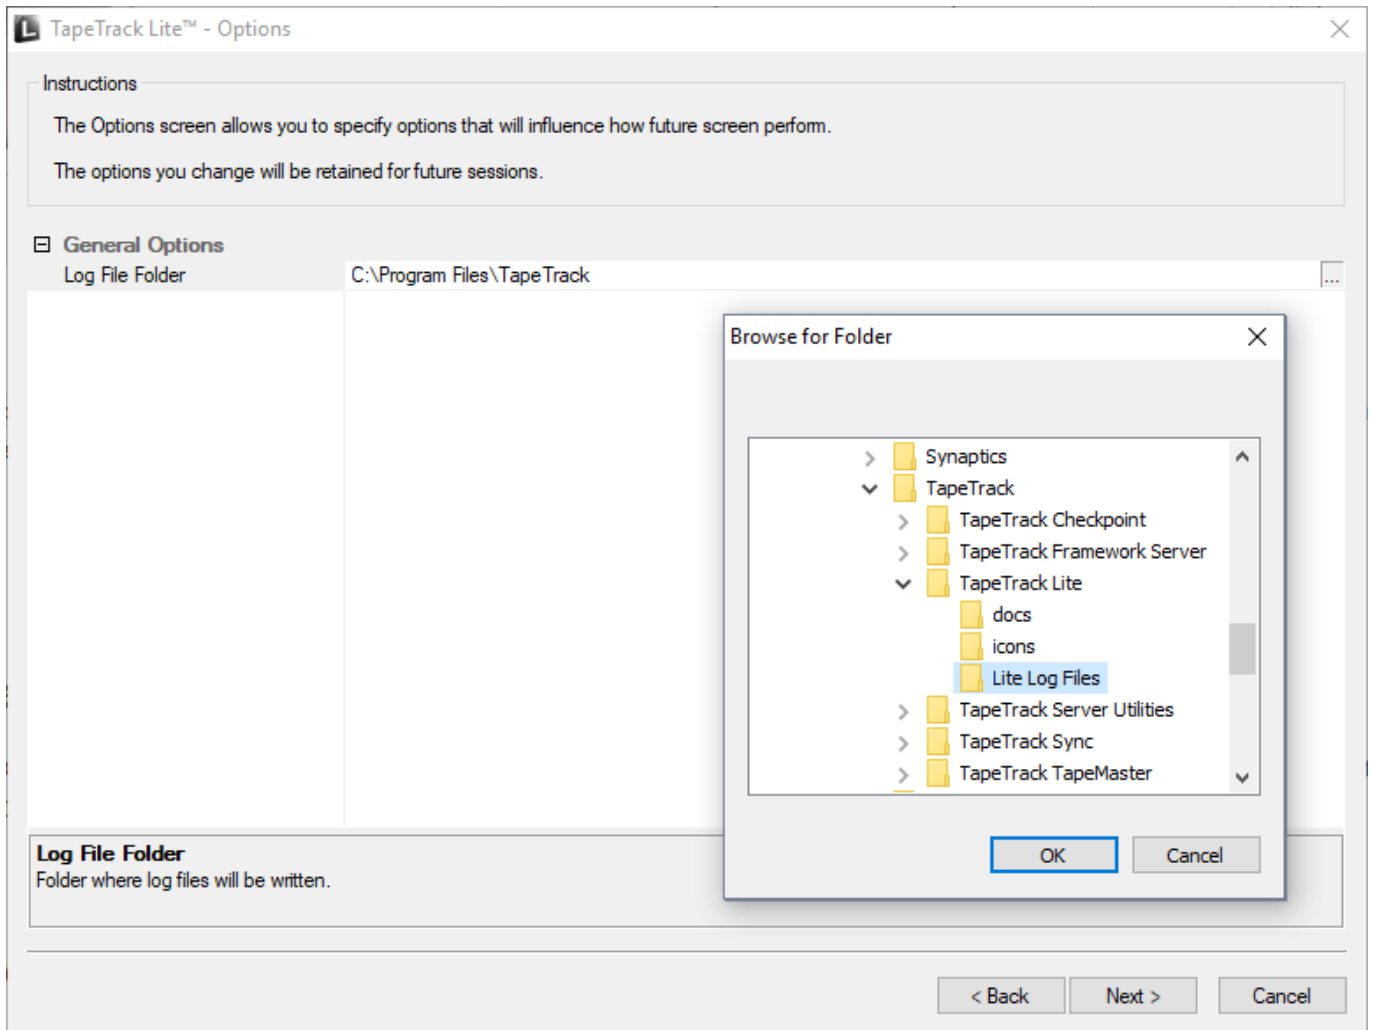 TapeTrack Lite™ - Options
Instructions
The Options screen allows you to specify options that will influence how future screen perform.
The options you change will be retained for future sessions.
General Options
Log File Folder
C:\Program Files\TapeTrack
...
Browse for Folder
Synaptics
TapeTrack
TapeTrack Checkpoint
TapeTrack Framework Server
TapeTrack Lite
docs
icons
Lite Log Files
TapeTrack Server Utilities
TapeTrack Sync
TapeTrack TapeMaster
OK
Cancel
Log File Folder
Folder where log files will be written.
< Back
Next >
Cancel